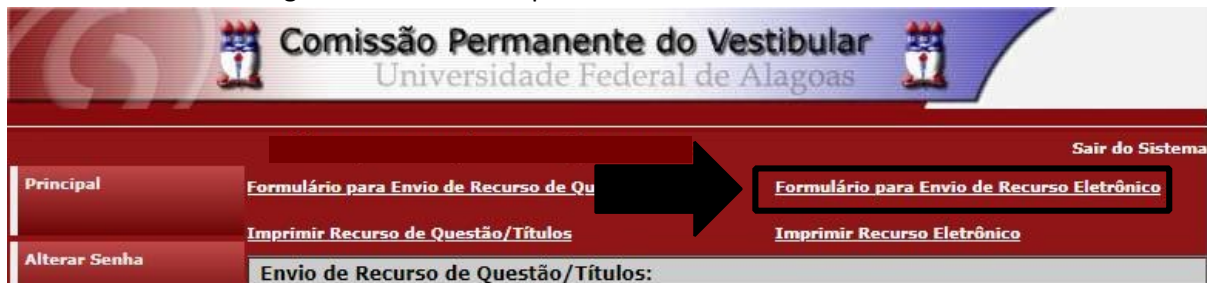 Comissão Permanente do Vestibular
Universidade Federal de Alagoas
Sair do Sistema
Principal
Formulário para Envio de Recurso de
Formulário para Envio de Recurso Eletrônico
Imprimir Recurso de Questão/Títulos
Imprimir Recurso Eletrônico
Alterar Senha
Envio de Recurso de Questão/Títulos: